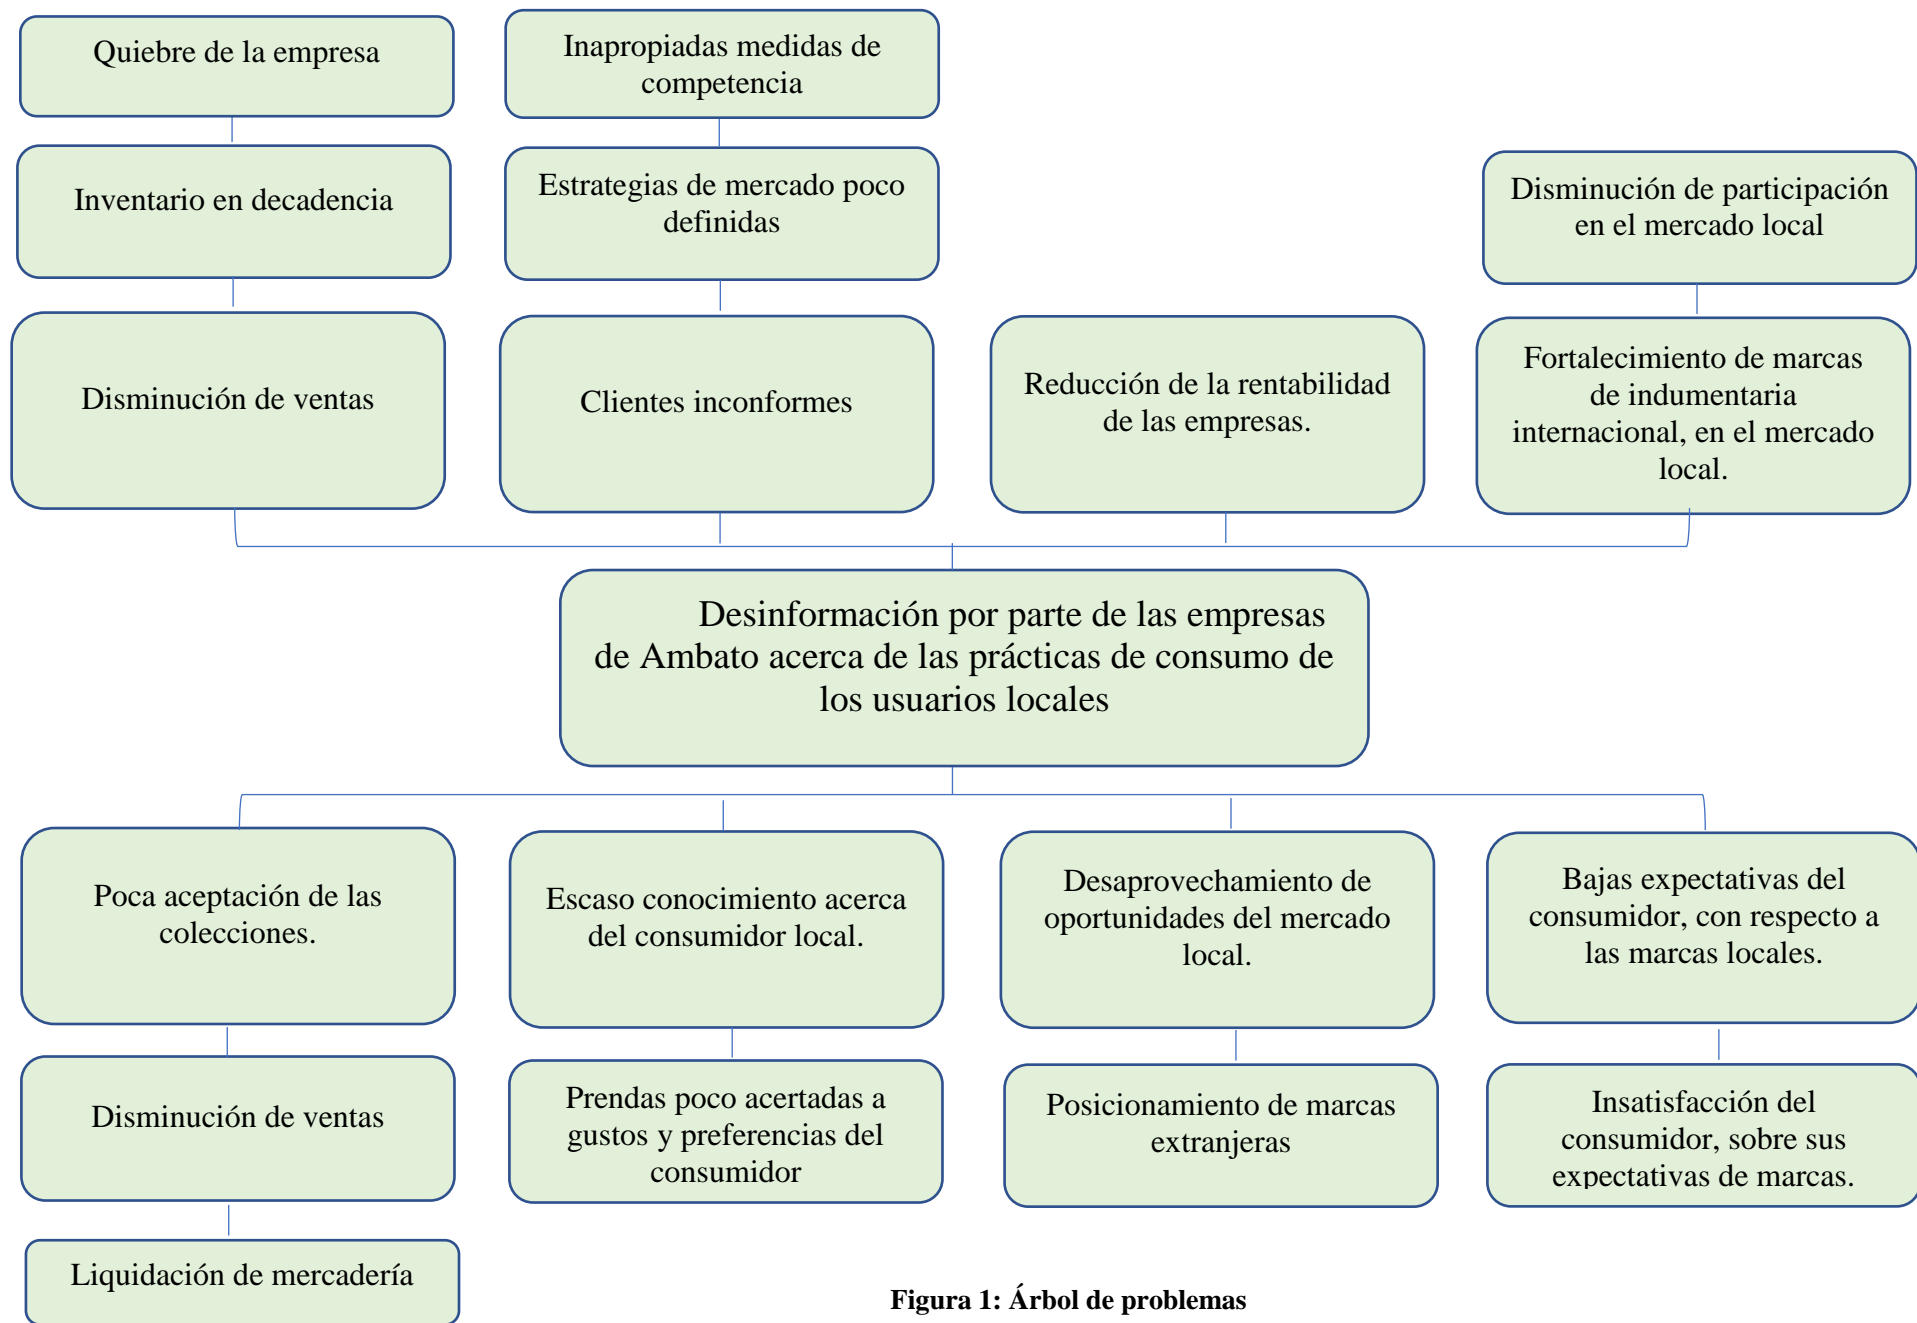 Quiebre de la empresa
Inapropiadas medidas de
competencia
Inventario en decadencia
Estrategias de mercado poco
definidas
Disminución de participación
en el mercado local
Disminución de ventas
Clientes inconformes
Reducción de la rentabilidad
de las empresas.
Fortalecimiento de marcas
de indumentaria
internacional, en el mercado
local.
Desinformación por parte de las empresas
de Ambato acerca de las prácticas de consumo de
los usuarios locales
Poca aceptación de las
colecciones.
Escaso conocimiento acerca
del consumidor local.
Desaprovechamiento de
oportunidades del mercado
local.
Bajas expectativas del
consumidor, con respecto a
las marcas locales.
Disminución de ventas
Prendas poco acertadas a
gustos y preferencias del
consumidor
Posicionamiento de marcas
extranjeras
Insatisfacción del
consumidor, sobre sus
expectativas de marcas.
Liquidación de mercadería
Figura 1: Árbol de problemas